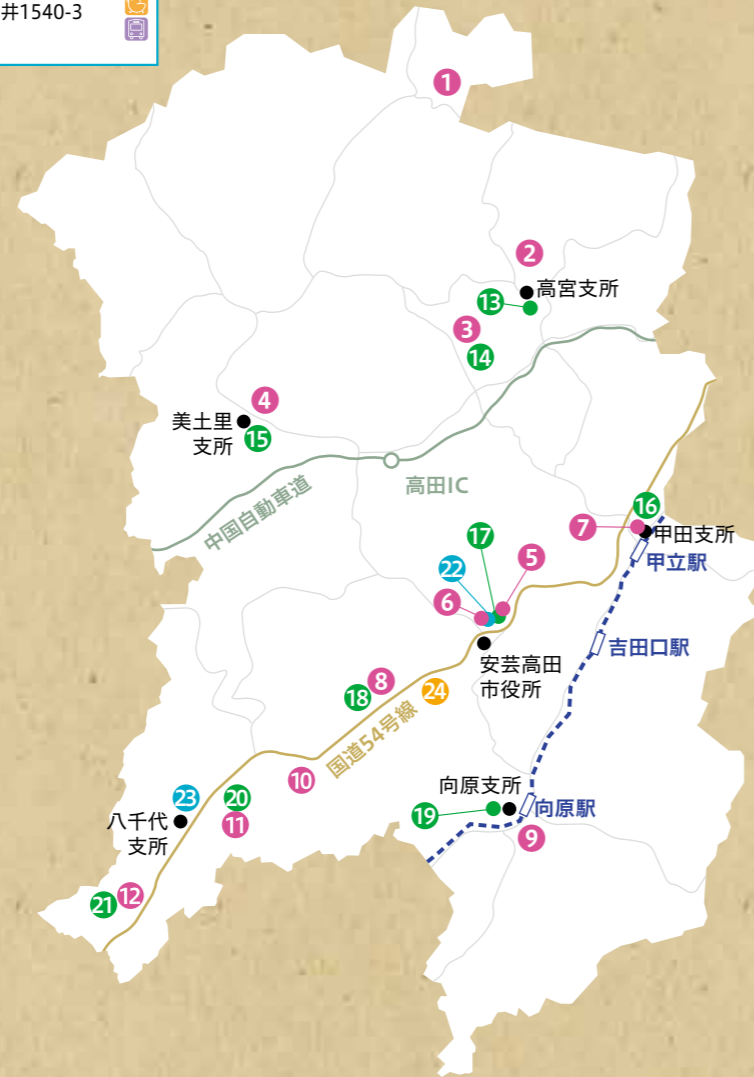 井1540-3
1
2
高宮支所
13
3
14
4
美土里
支所
15
高田IC
中国自動車道
16
7
甲田支所
甲立駅
17
5
22
6
吉田口駅
安芸高田
市役所
8
18
24
国道54号線
10
向原支所
向原駅
19
9
23
20
八千代
支所
11
12
21